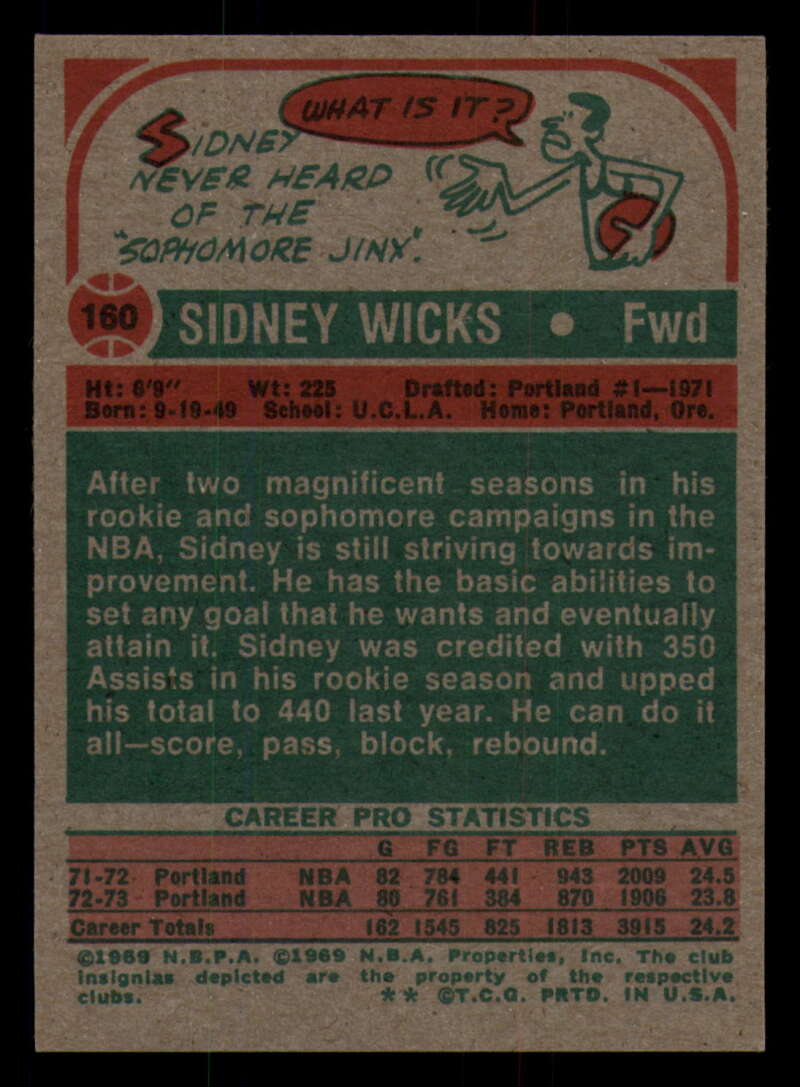 WHAT IS IT?
SIDNEY
NEVER HEARD
OF THE
"SOPHOMORE JINX".
160 SIDNEY WICKS • Fwd
Ht: 6'9" Wt: 225 Drafted: Portland #1—1971
Born: 9-19-49 School: U.C.L.A. Home: Portland, Ore.
After two magnificent seasons in his
rookie and sophomore campaigns in the
NBA, Sidney is still striving towards im-
provement. He has the basic abilities to
set any goal that he wants and eventually
attain it. Sidney was credited with 350
Assists in his rookie season and upped
his total to 440 last year. He can do it
all—score, pass, block, rebound.
CAREER PRO STATISTICS
G FG FT REB PTS AVG
71-72 Portland NBA 82 784 441 943 2009 24.5
72-73 Portland NBA 80 761 384 870 1906 23.8
Career Totals 162 1545 825 1813 3915 24.2
©1969 N.B.P.A. ©1969 N.B.A. Properties, Inc. The club
insignias depicted are the property of the respective
clubs. ** ©T.C.G. PRTD. IN U.S.A.